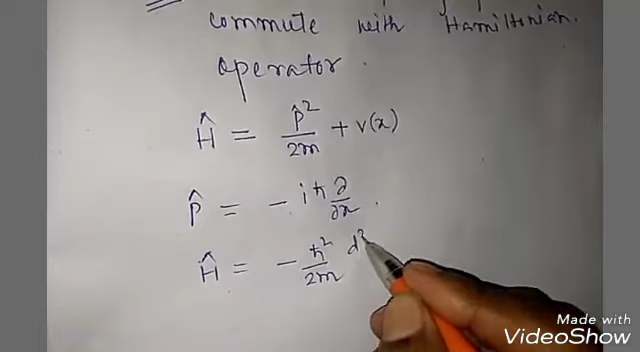 commute with Hamiltonian
operator.
Ĥ = P̂²/2m + V(x)
P̂ = - iħ ∂/∂x.
Ĥ = - ħ²/2m d²
Made with
VideoShow